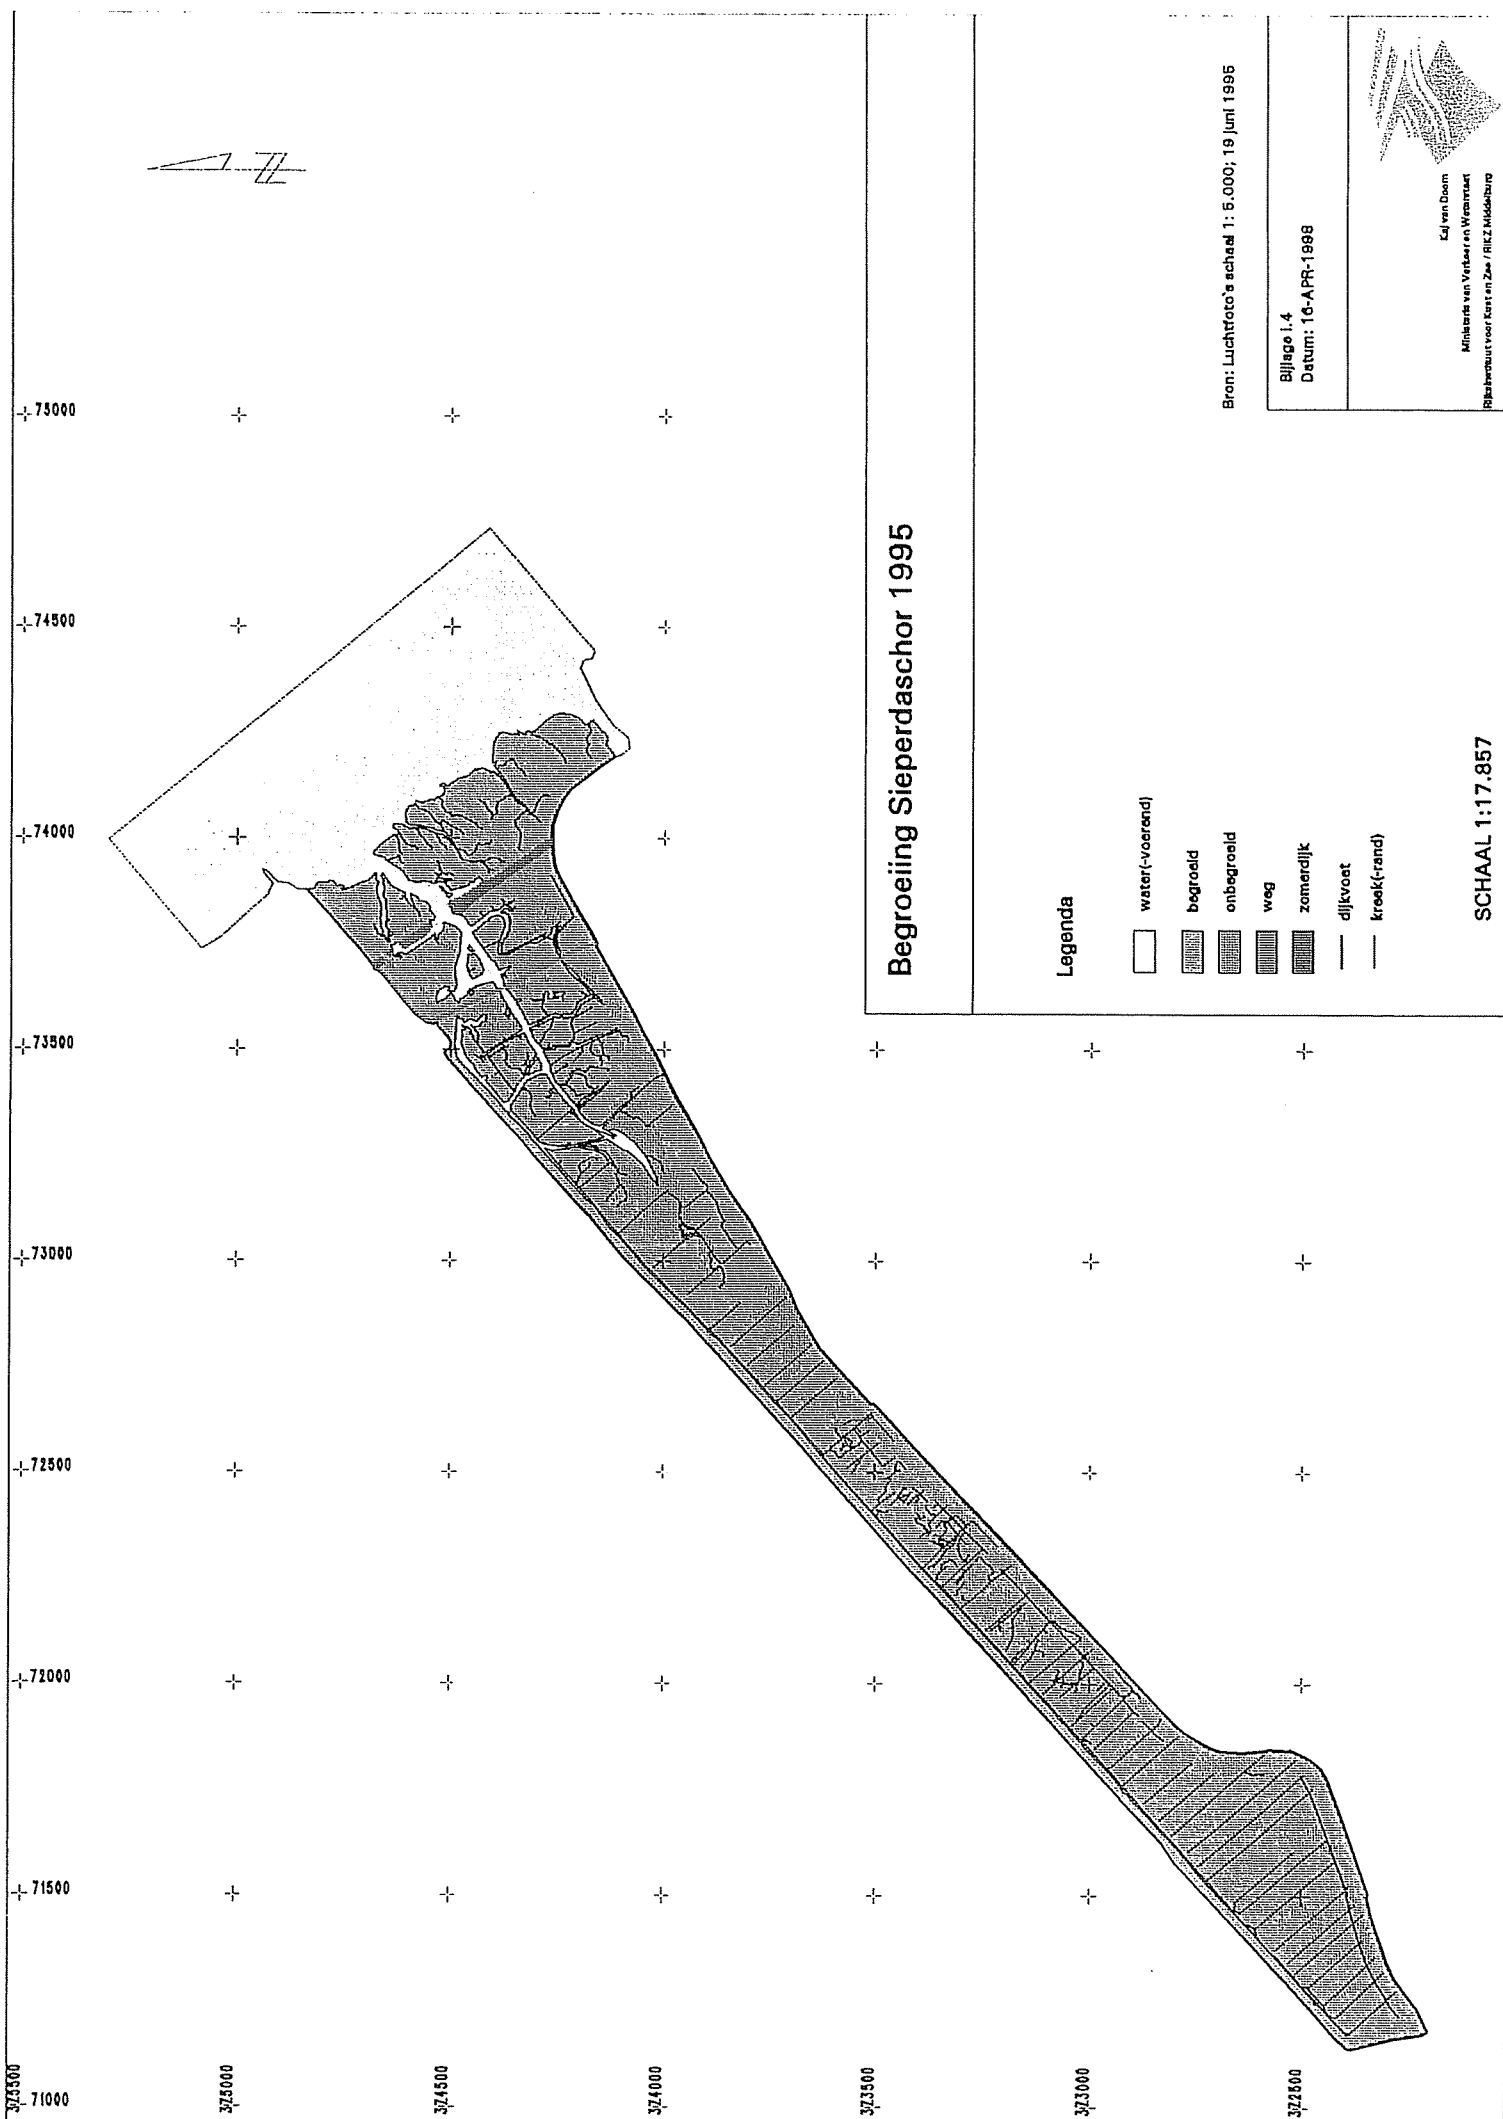 Begroeiing Sieperdaschor 1995
Legenda
water(-voerend)
begroeid
onbegroeid
weg
zomerdijk
dijkvoet
kreek(-rand)
SCHAAL 1:17.857
Bron: Luchtfoto's schaal 1: 5.000; 19 juni 1995
Bijlage I.4
Datum: 16-APR-1998
Kaj van Doorn
Ministerie van Verkeer en Waterstaat
Rijksinstituut voor Kust en Zee / RIKZ Middelburg
N
71000
71500
72000
72500
73000
73500
74000
74500
75000
375500
375000
374500
374000
373500
373000
372500